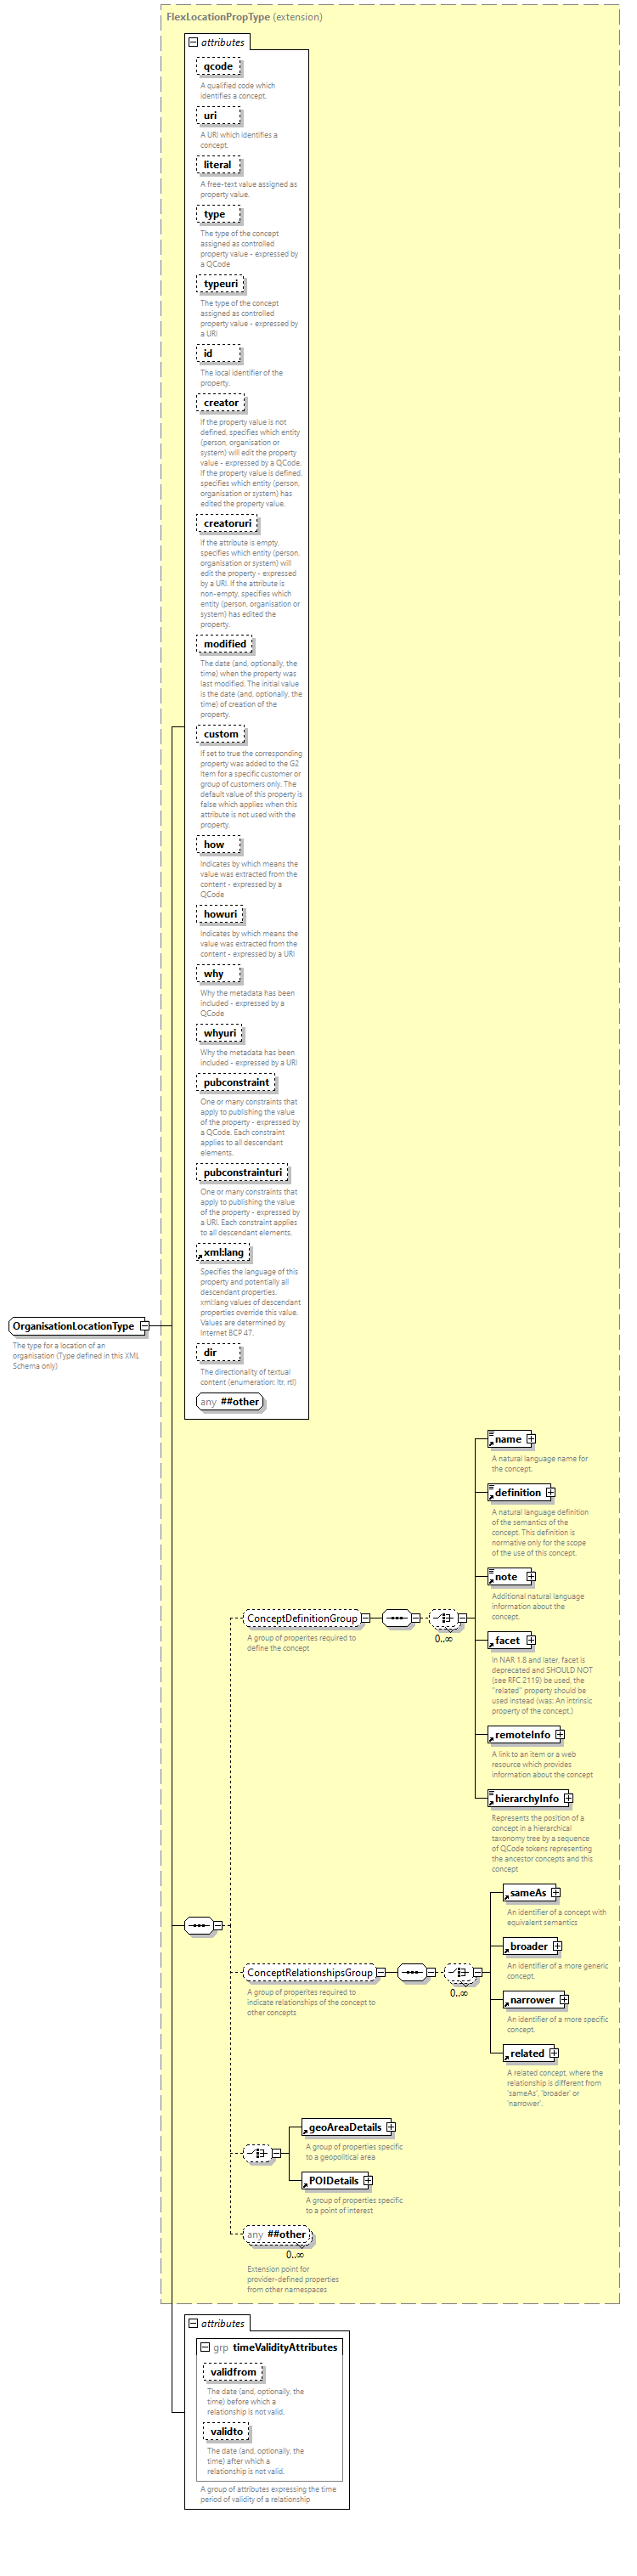 FlexLocationPropType (extension)
attributes
qcode
A qualified code which
identifies a concept.
uri
A URI which identifies a
concept.
literal
A free-text value assigned as
property value.
type
The type of the concept
assigned as controlled
property value - expressed by
a QCode
typeuri
The type of the concept
assigned as controlled
property value - expressed by
a URI
id
The local identifier of the
property.
creator
If the property value is not
defined, specifies which entity
(person, organisation or
system) will edit the property
value - expressed by a QCode.
If the property value is defined,
specifies which entity (person,
organisation or system) has
edited the property value.
creatoruri
If the attribute is empty,
specifies which entity (person,
organisation or system) will
edit the property - expressed
by a URI. If the attribute is
non-empty, specifies which
entity (person, organisation or
system) has edited the
property.
modified
The date (and, optionally, the
time) when the property was
last modified. The initial value
is the date (and, optionally, the
time) of creation of the
property.
custom
If set to true the corresponding
property was added to the G2
Item for a specific customer or
group of customers only. The
default value of this property is
false which applies when this
attribute is not used with the
property.
how
Indicates by which means the
value was extracted from the
content - expressed by a
QCode
howuri
Indicates by which means the
value was extracted from the
content - expressed by a URI
why
Why the metadata has been
included - expressed by a
QCode
whyuri
Why the metadata has been
included - expressed by a URI
pubconstraint
One or many constraints that
apply to publishing the value
of the property - expressed by
a QCode. Each constraint
applies to all descendant
elements.
pubconstrainturi
One or many constraints that
apply to publishing the value
of the property - expressed by
a URI. Each constraint applies
to all descendant elements.
xml:lang
Specifies the language of this
property and potentially all
descendant properties.
xml:lang values of descendant
properties override this value.
Values are determined by
Internet BCP 47.
dir
The directionality of textual
content (enumeration: ltr, rtl)
any ##other
OrganisationLocationType
The type for a location of an
organisation (Type defined in this XML
Schema only)
ConceptDefinitionGroup
A group of properites required to
define the concept
0..∞
name
A natural language name for
the concept.
definition
A natural language definition
of the semantics of the
concept. This definition is
normative only for the scope
of the use of this concept.
note
Additional natural language
information about the
concept.
facet
In NAR 1.8 and later, facet is
deprecated and SHOULD NOT
(see RFC 2119) be used, the
"related" property should be
used instead (was: An intrinsic
property of the concept.)
remoteInfo
A link to an item or a web
resource which provides
information about the concept
hierarchyInfo
Represents the position of a
concept in a hierarchical
taxonomy tree by a sequence
of QCode tokens representing
the ancestor concepts and this
concept
ConceptRelationshipsGroup
A group of properites required to
indicate relationships of the concept to
other concepts
0..∞
sameAs
An identifier of a concept with
equivalent semantics
broader
An identifier of a more generic
concept.
narrower
An identifier of a more specific
concept.
related
A related concept, where the
relationship is different from
'sameAs', 'broader' or
'narrower'.
geoAreaDetails
A group of properties specific
to a geopolitical area
POIDetails
A group of properties specific
to a point of interest
any ##other
0..∞
Extension point for
provider-defined properties
from other namespaces
attributes
grp timeValidityAttributes
validfrom
The date (and, optionally, the
time) before which a
relationship is not valid.
validto
The date (and, optionally, the
time) after which a
relationship is not valid.
A group of attributes expressing the time
period of validity of a relationship